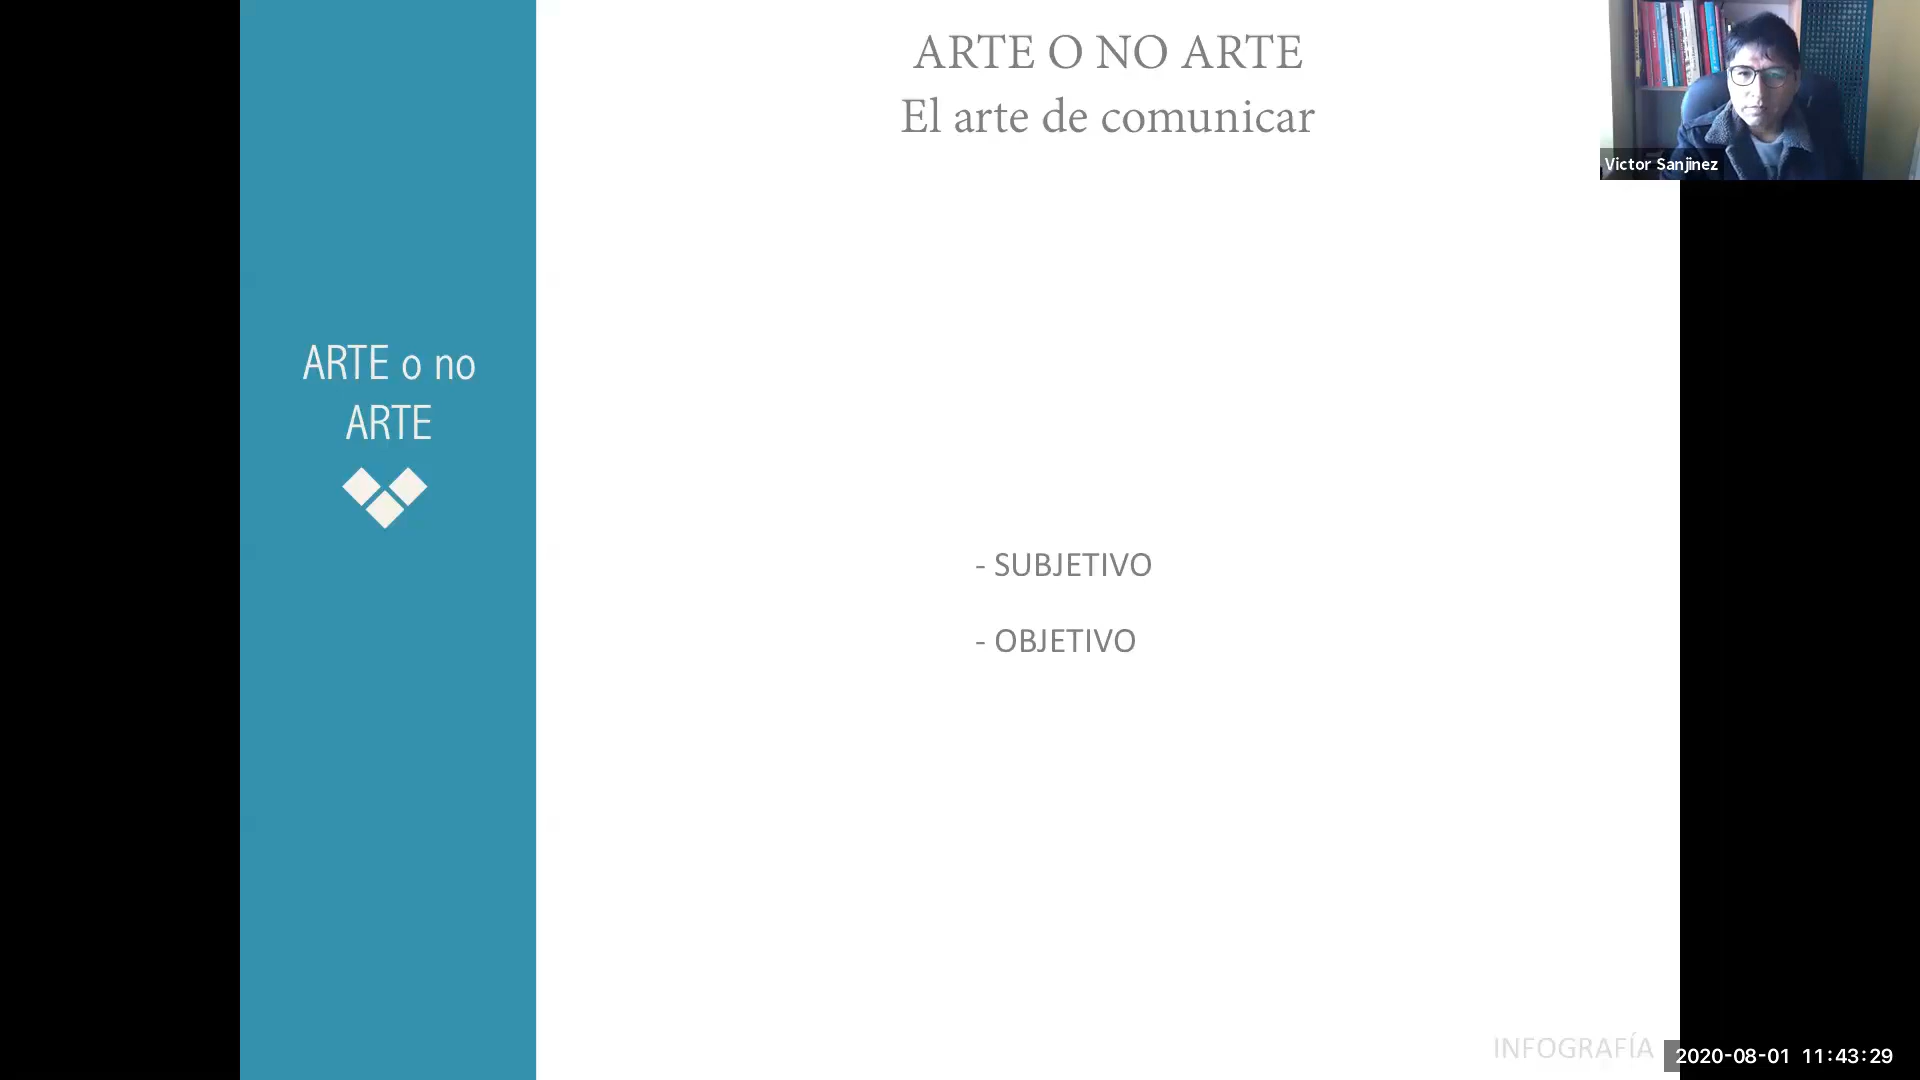 ARTE O NO ARTE
El arte de comunicar
Victor Sanjinez
ARTE o no
ARTE
- SUBJETIVO
- OBJETIVO
INFOGRAFÍA
2020-08-01 11:43:29